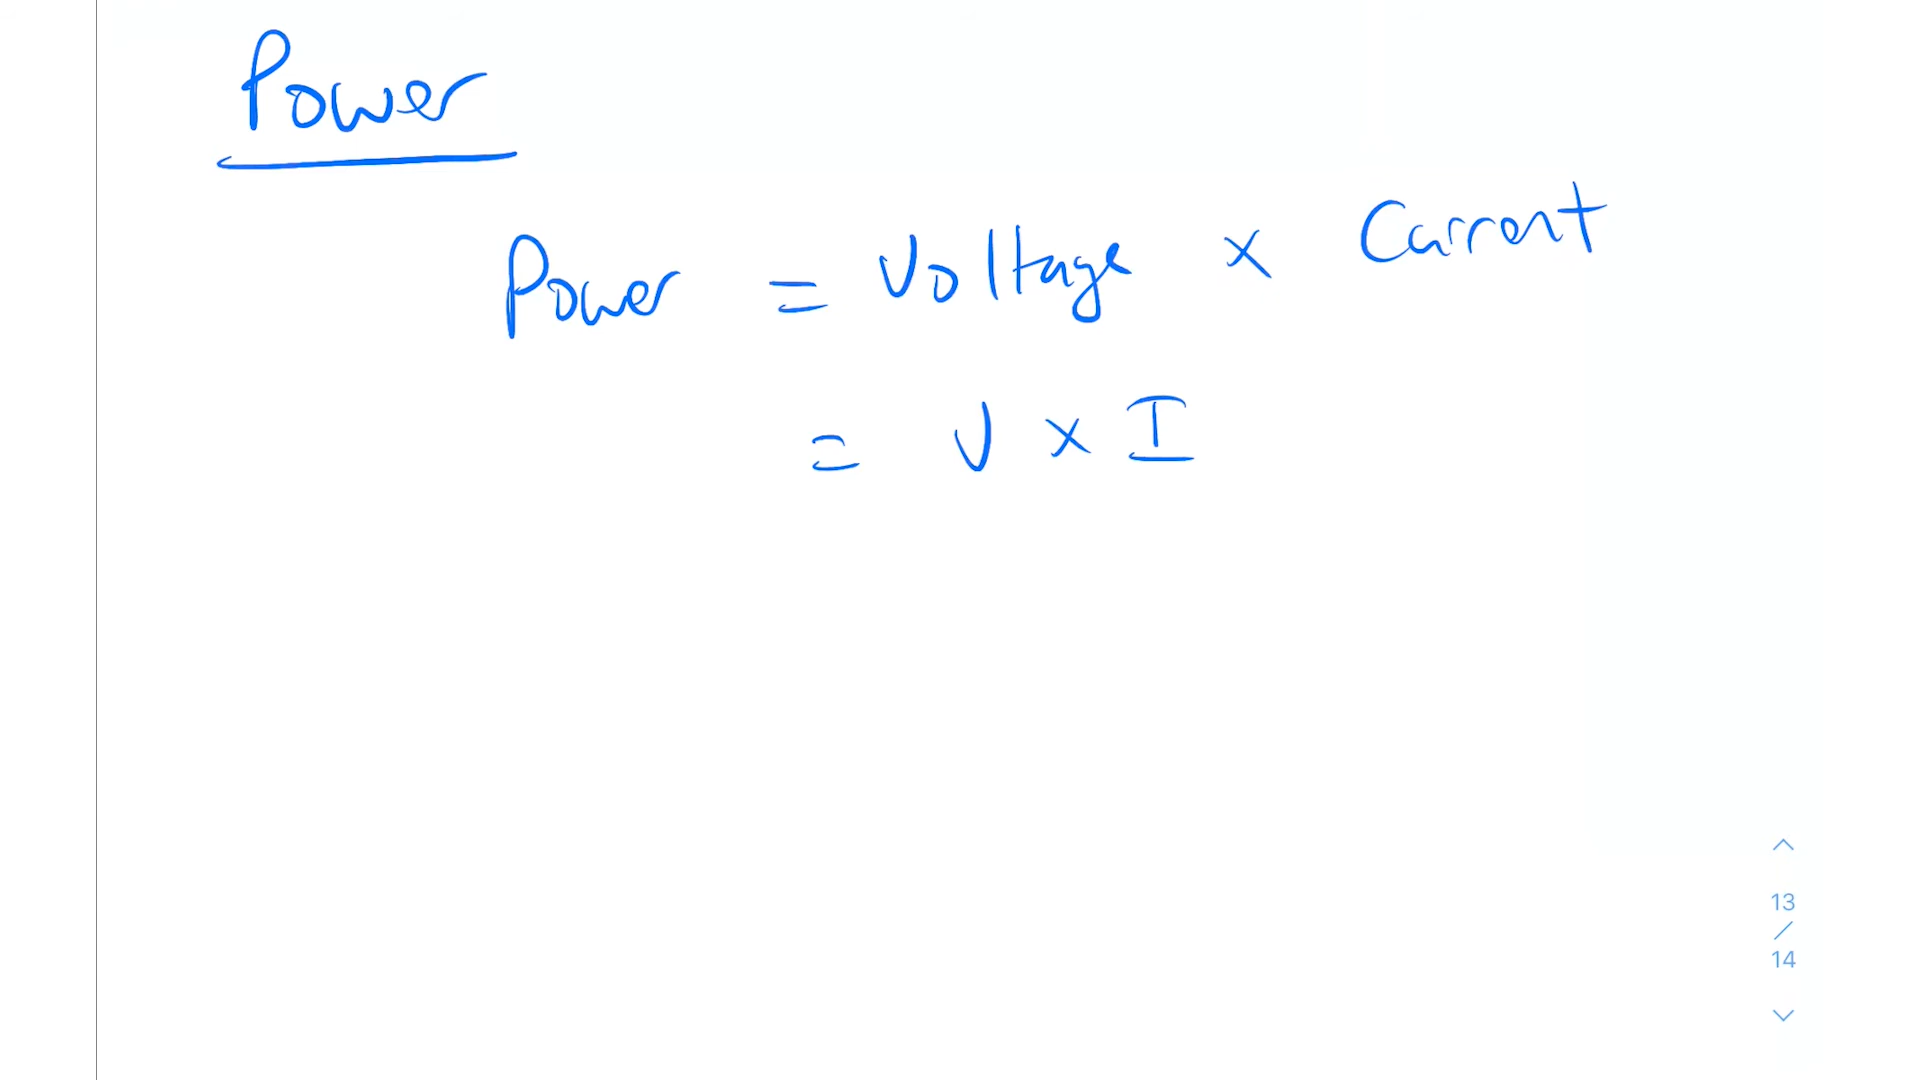 Power
Power = Voltage × Current
= V × I
13
/
14